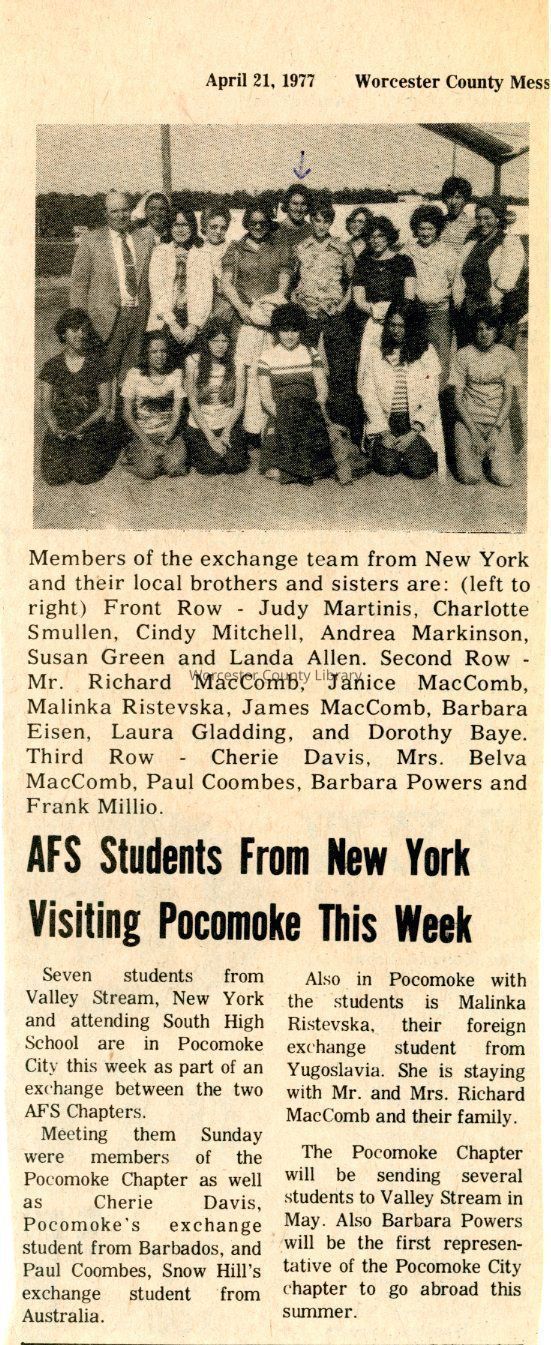 April 21, 1977 Worcester County Mess
Members of the exchange team from New York
and their local brothers and sisters are: (left to
right) Front Row - Judy Martinis, Charlotte
Smullen, Cindy Mitchell, Andrea Markinson,
Susan Green and Landa Allen. Second Row -
Worcester County Library
Mr. Richard MacComb, Janice MacComb,
Malinka Ristevska, James MacComb, Barbara
Eisen, Laura Gladding, and Dorothy Baye.
Third Row - Cherie Davis, Mrs. Belva
MacComb, Paul Coombes, Barbara Powers and
Frank Millio.
AFS Students From New York
Visiting Pocomoke This Week
Seven students from
Valley Stream, New York
and attending South High
School are in Pocomoke
City this week as part of an
exchange between the two
AFS Chapters.
Meeting them Sunday
were members of the
Pocomoke Chapter as well
as Cherie Davis,
Pocomoke's exchange
student from Barbados, and
Paul Coombes, Snow Hill's
exchange student from
Australia.
Also in Pocomoke with
the students is Malinka
Ristevska, their foreign
exchange student from
Yugoslavia. She is staying
with Mr. and Mrs. Richard
MacComb and their family.
The Pocomoke Chapter
will be sending several
students to Valley Stream in
May. Also Barbara Powers
will be the first represen-
tative of the Pocomoke City
chapter to go abroad this
summer.